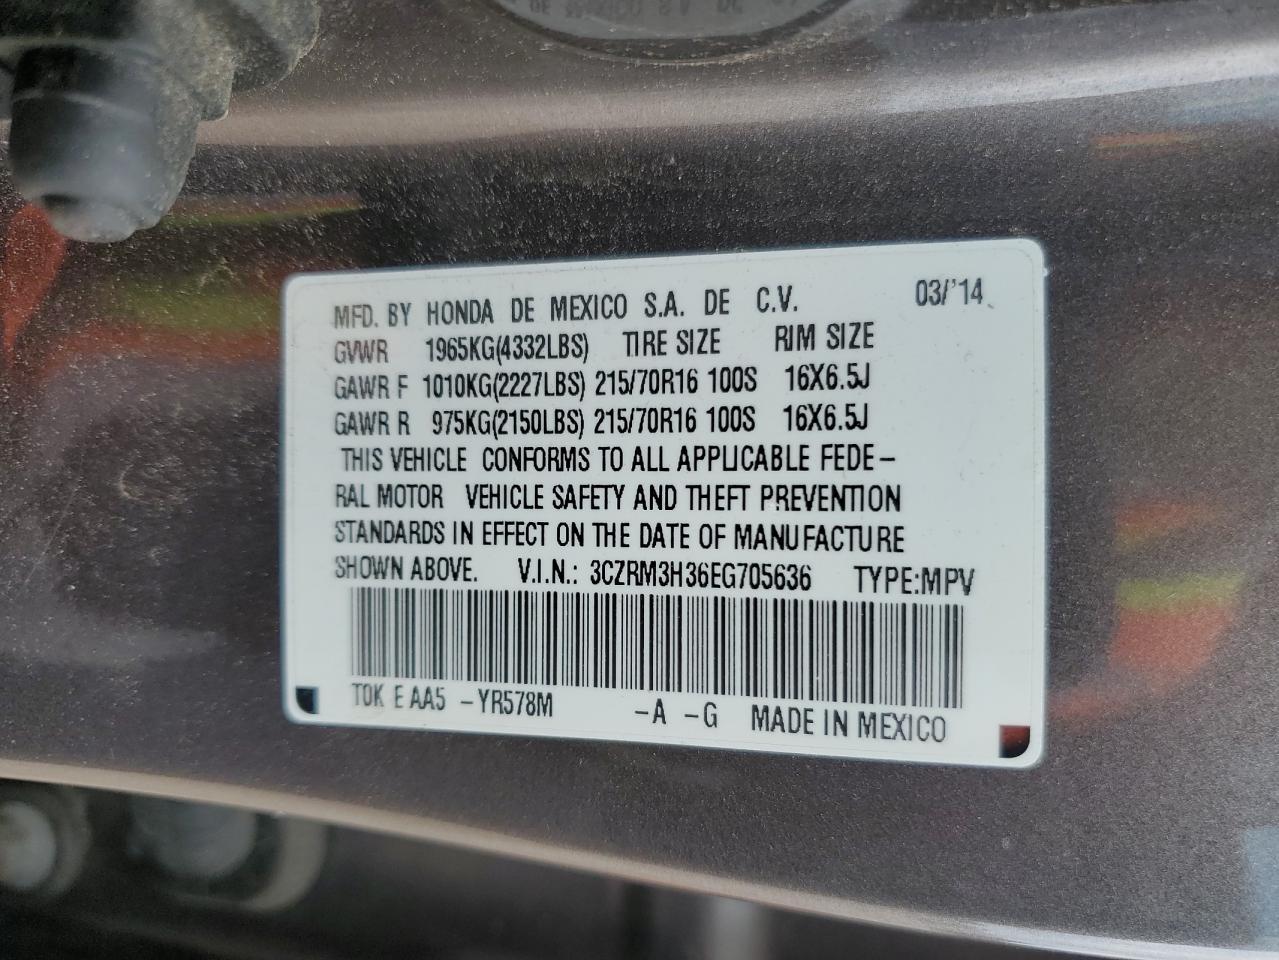 MFD. BY HONDA DE MEXICO S.A. DE C.V. 03/'14
GVWR 1965KG(4332LBS) TIRE SIZE RIM SIZE
GAWR F 1010KG(2227LBS) 215/70R16 100S 16X6.5J
GAWR R 975KG(2150LBS) 215/70R16 100S 16X6.5J
THIS VEHICLE CONFORMS TO ALL APPLICABLE FEDE-
RAL MOTOR VEHICLE SAFETY AND THEFT PREVENTION
STANDARDS IN EFFECT ON THE DATE OF MANUFACTURE
SHOWN ABOVE. V.I.N.: 3CZRM3H36EG705636 TYPE:MPV
T0K E AA5 -YR578M -A -G MADE IN MEXICO